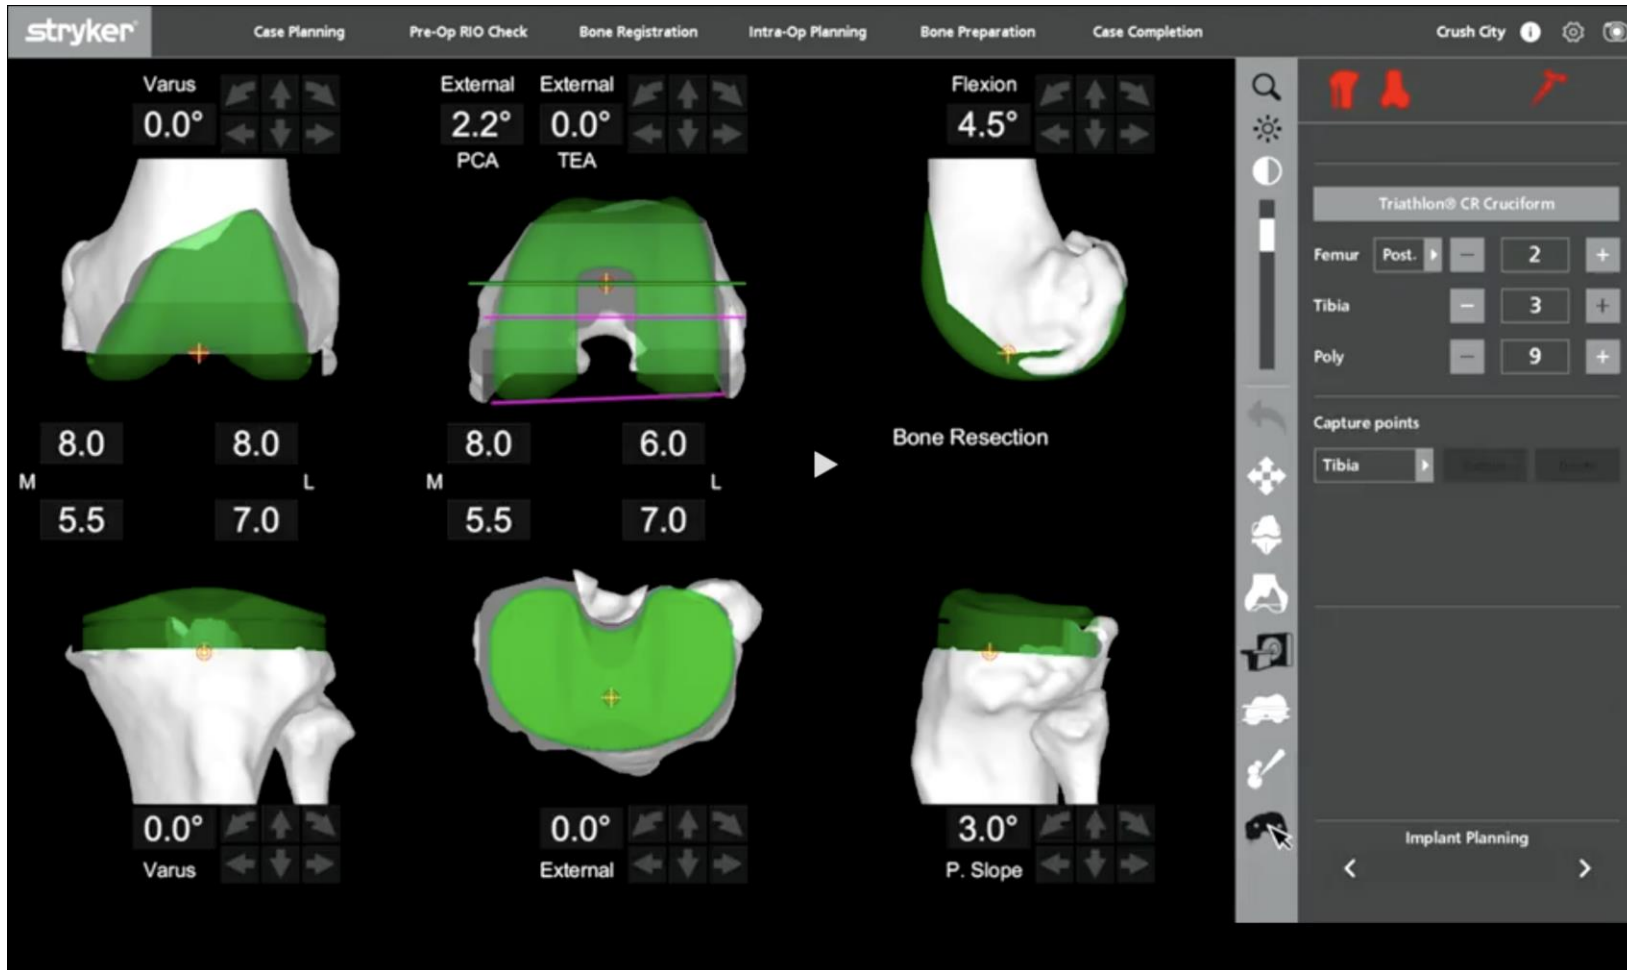 stryker®
Case Planning Pre-Op RIO Check Bone Registration Intra-Op Planning Bone Preparation Case Completion Crush City
Varus
0.0°
External External
2.2° 0.0°
PCA TEA
Flexion
4.5°
8.0 8.0
M L
5.5 7.0
8.0 6.0
M L
5.5 7.0
Bone Resection
0.0°
Varus
0.0°
External
3.0°
P. Slope
Triathlon® CR Cruciform
Femur Post. − 2 +
Tibia − 3 +
Poly − 9 +
Capture points
Tibia
Implant Planning